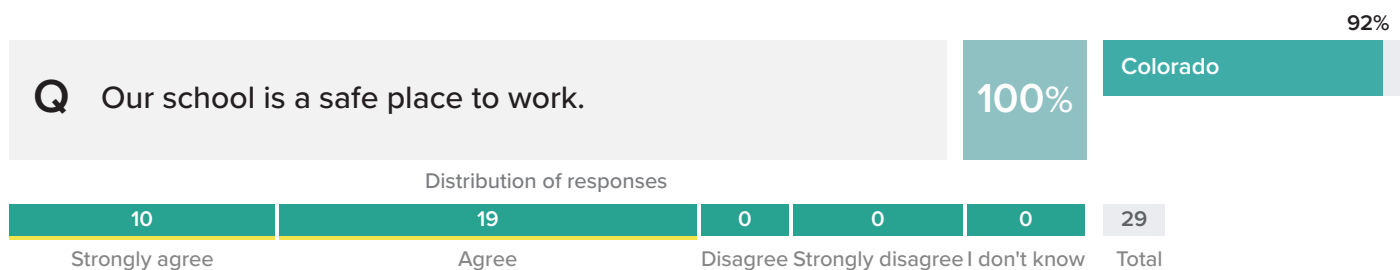 92%
Q Our school is a safe place to work.
100%
Colorado
Distribution of responses
10 19 0 0 0 29
Strongly agree Agree Disagree Strongly disagree I don't know Total